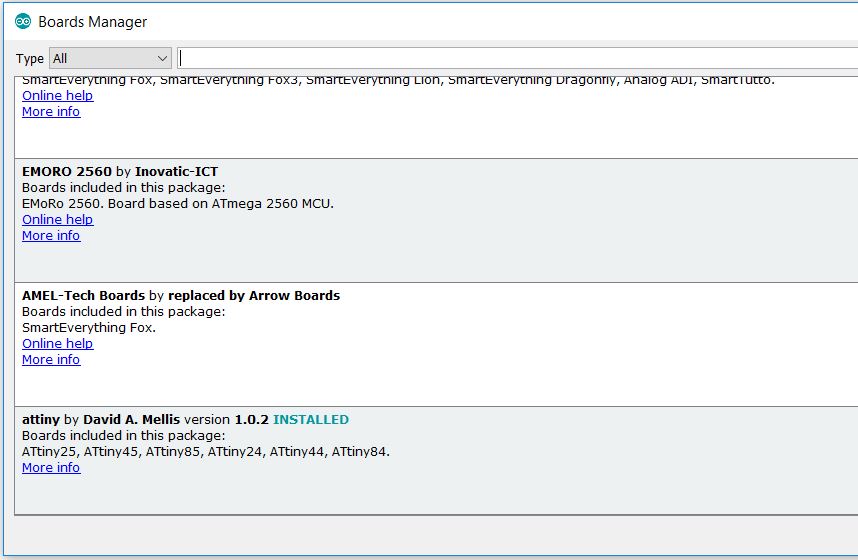 Boards Manager
Type All
SmartEverything Fox, SmartEverything Fox3, SmartEverything Lion, SmartEverything Dragonfly, Analog ADI, SmartTutto.
Online help
More info
EMORO 2560 by Inovatic-ICT
Boards included in this package:
EMoRo 2560. Board based on ATmega 2560 MCU.
Online help
More info
AMEL-Tech Boards by replaced by Arrow Boards
Boards included in this package:
SmartEverything Fox.
Online help
More info
attiny by David A. Mellis version 1.0.2 INSTALLED
Boards included in this package:
ATtiny25, ATtiny45, ATtiny85, ATtiny24, ATtiny44, ATtiny84.
More info